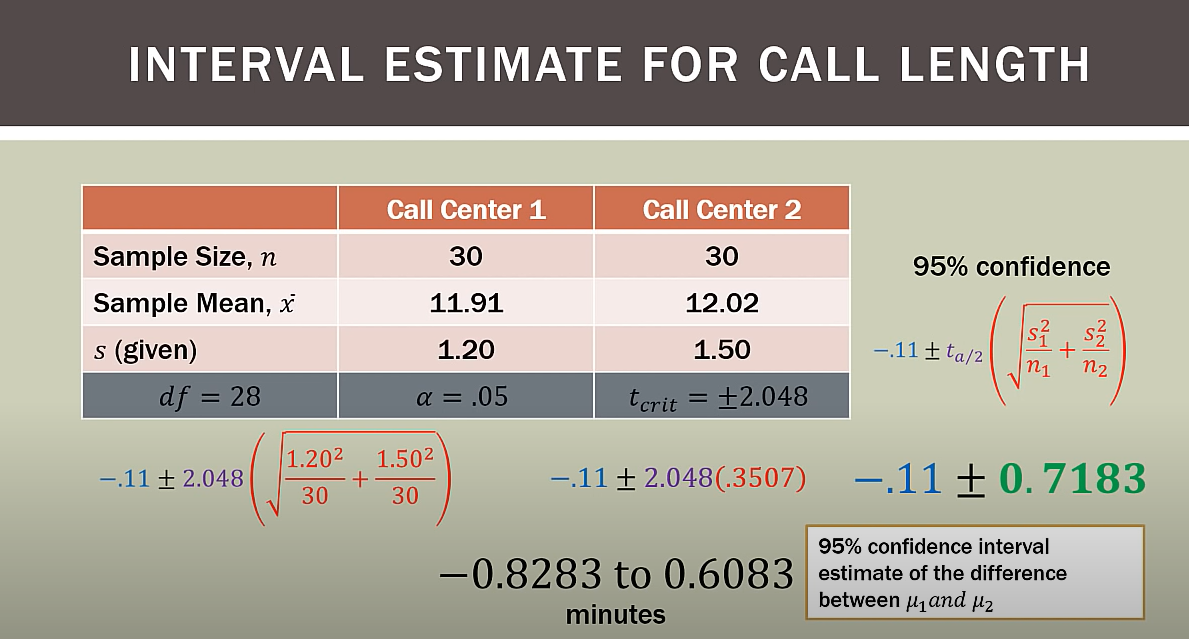 INTERVAL ESTIMATE FOR CALL LENGTH
Call Center 1 Call Center 2
Sample Size, n 30 30
Sample Mean, x̄ 11.91 12.02
s (given) 1.20 1.50
df = 28 α = .05 t_crit = ±2.048
95% confidence
−.11 ± t_a/2 (√(s₁²/n₁ + s₂²/n₂))
−.11 ± 2.048 (√(1.20²/30 + 1.50²/30))
−.11 ± 2.048(.3507)
−.11 ± 0.7183
−0.8283 to 0.6083
minutes
95% confidence interval
estimate of the difference
between μ₁and μ₂